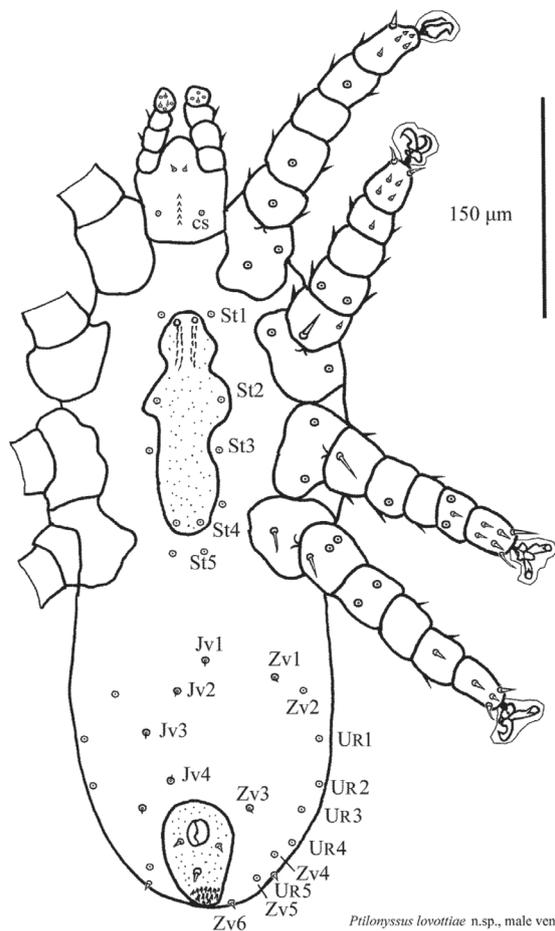 150 µm
cs
St1
St2
St3
St4
St5
Jv1
Zv1
Jv2
Zv2
Jv3
UR1
Jv4
UR2
Zv3
UR3
UR4
Zv4
UR5
Zv5
Zv6
Ptilonyssus lovottiae n.sp., male ven